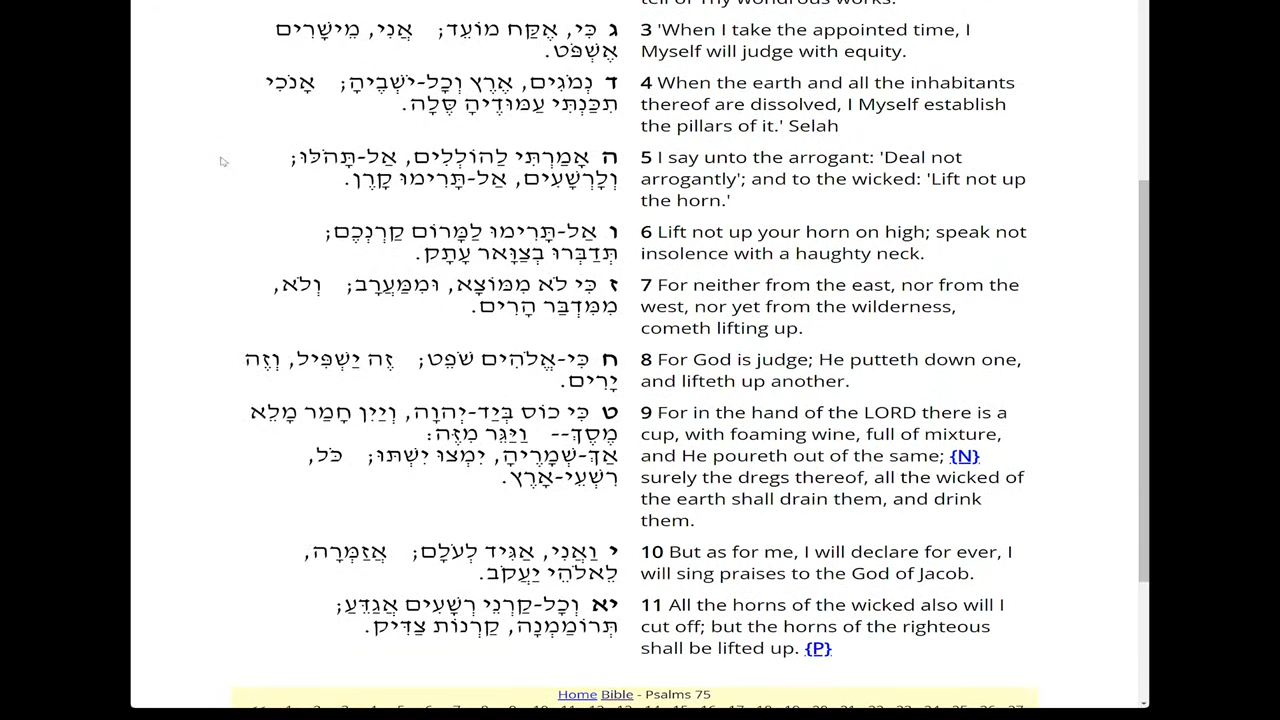 tell of Thy wondrous works.
ג כִּי, אֶקַּח מוֹעֵד; אֲנִי, מֵישָׁרִים
אֶשְׁפֹּט.
3 'When I take the appointed time, I
Myself will judge with equity.
ד נְמֹגִים, אֶרֶץ וְכָל-יֹשְׁבֶיהָ; אָנֹכִי
תִכַּנְתִּי עַמּוּדֶיהָ סֶּלָה.
4 When the earth and all the inhabitants
thereof are dissolved, I Myself establish
the pillars of it.' Selah
ה אָמַרְתִּי לַהוֹלְלִים, אַל-תָּהֹלּוּ;
וְלָרְשָׁעִים, אַל-תָּרִימוּ קָרֶן.
5 I say unto the arrogant: 'Deal not
arrogantly'; and to the wicked: 'Lift not up
the horn.'
ו אַל-תָּרִימוּ לַמָּרוֹם קַרְנְכֶם;
תְּדַבְּרוּ בְצַוָּאר עָתָק.
6 Lift not up your horn on high; speak not
insolence with a haughty neck.
ז כִּי לֹא מִמּוֹצָא, וּמִמַּעֲרָב; וְלֹא,
מִמִּדְבַּר הָרִים.
7 For neither from the east, nor from the
west, nor yet from the wilderness,
cometh lifting up.
ח כִּי-אֱלֹהִים שֹׁפֵט; זֶה יַשְׁפִּיל, וְזֶה
יָרִים.
8 For God is judge; He putteth down one,
and lifteth up another.
ט כִּי כוֹס בְּיַד-יְהוָה, וְיַיִן חָמַר מָלֵא
מֶסֶךְ-- וַיַּגֵּר מִזֶּה:
אַךְ-שְׁמָרֶיהָ, יִמְצוּ יִשְׁתּוּ; כֹּל,
רִשְׁעֵי-אָרֶץ.
9 For in the hand of the LORD there is a
cup, with foaming wine, full of mixture,
and He poureth out of the same; {N}
surely the dregs thereof, all the wicked of
the earth shall drain them, and drink
them.
י וַאֲנִי, אַגִּיד לְעֹלָם; אֲזַמְּרָה,
לֵאלֹהֵי יַעֲקֹב.
10 But as for me, I will declare for ever, I
will sing praises to the God of Jacob.
יא וְכָל-קַרְנֵי רְשָׁעִים אֲגַדֵּעַ;
תְּרוֹמַמְנָה, קַרְנוֹת צַדִּיק.
11 All the horns of the wicked also will I
cut off; but the horns of the righteous
shall be lifted up. {P}
Home Bible - Psalms 75